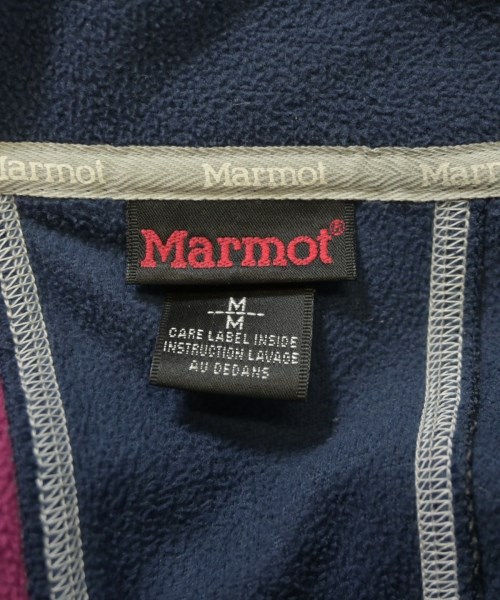 Marmot Marmot Marmot
Marmot®
M
M
CARE LABEL INSIDE
INSTRUCTION LAVAGE
AU DEDANS